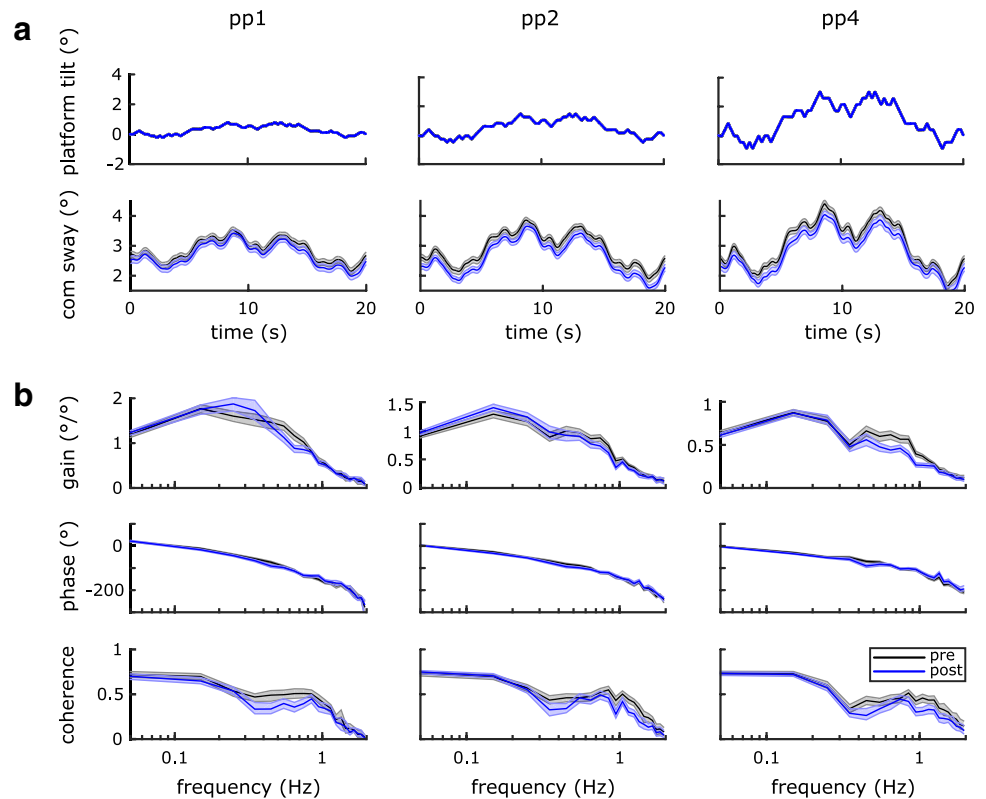 a
pp1 pp2 pp4
platform tilt (°)
4
2
0
-2
0 10 20
com sway (°)
4
3
2
0 10 20 0 10 20 0 10 20
time (s) time (s) time (s)
b
gain (°/°)
2
1
0
1.5
1
0.5
0
1
0.5
0
phase (°)
0
-200
coherence
1
0.5
0
pre
post
0.1 1 0.1 1 0.1 1
frequency (Hz) frequency (Hz) frequency (Hz)